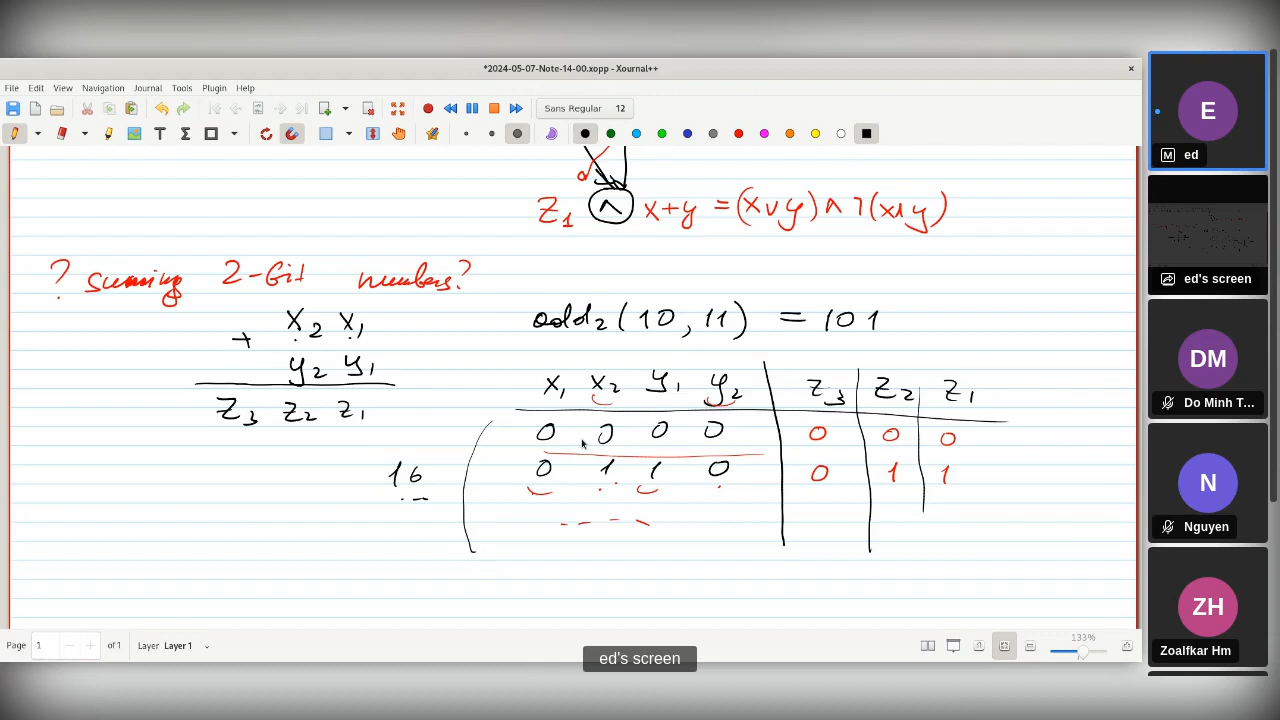 *2024-05-07-Note-14-00.xopp - Xournal++
File Edit View Navigation Journal Tools Plugin Help
Sans Regular 12
z₁ ∧ x+y = (x∨y)∧¬(x∧y)
? summing 2-bit numbers?
x₂ x₁
+
y₂ y₁
z₃ z₂ z₁
add₂(10, 11) = 101
x₁ x₂ y₁ y₂ z₃ z₂ z₁
0 0 0 0 0 0 0
16 0 1 1 0 0 1 1
Page 1 of 1 Layer Layer 1 133%
ed's screen
E
ed
ed's screen
DM
Do Minh T...
N
Nguyen
ZH
Zoalfkar Hm